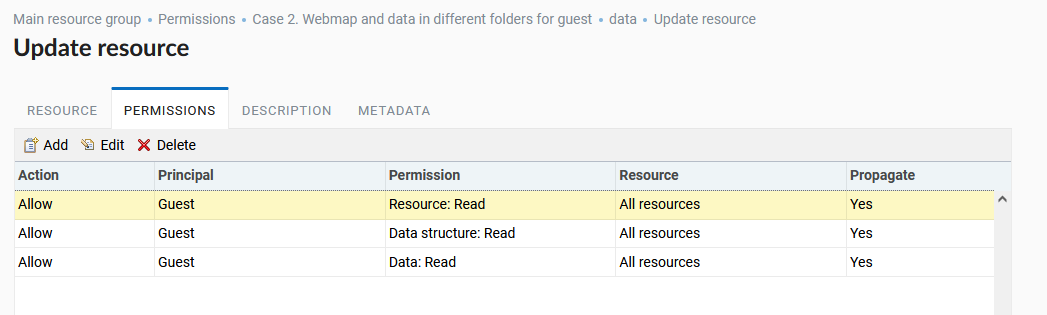 Main resource group • Permissions • Case 2. Webmap and data in different folders for guest • data • Update resource
Update resource
RESOURCE PERMISSIONS DESCRIPTION METADATA
Add Edit Delete
Action Principal Permission Resource Propagate
Allow Guest Resource: Read All resources Yes
Allow Guest Data structure: Read All resources Yes
Allow Guest Data: Read All resources Yes